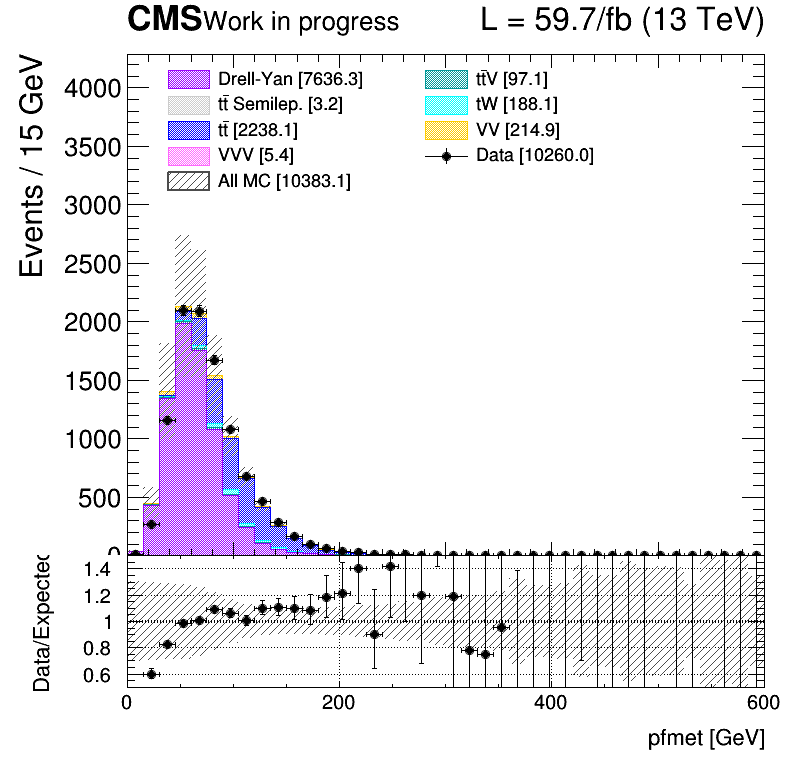 CMS Work in progress L = 59.7/fb (13 TeV)
Events / 15 GeV
Drell-Yan [7636.3] tt̄V [97.1]
tt̄ Semilep. [3.2] tW [188.1]
tt̄ [2238.1] VV [214.9]
VVV [5.4] Data [10260.0]
All MC [10383.1]
4000
3500
3000
2500
2000
1500
1000
500
0
Data/Expected
1.4
1.2
1
0.8
0.6
0 200 400 600
pfmet [GeV]